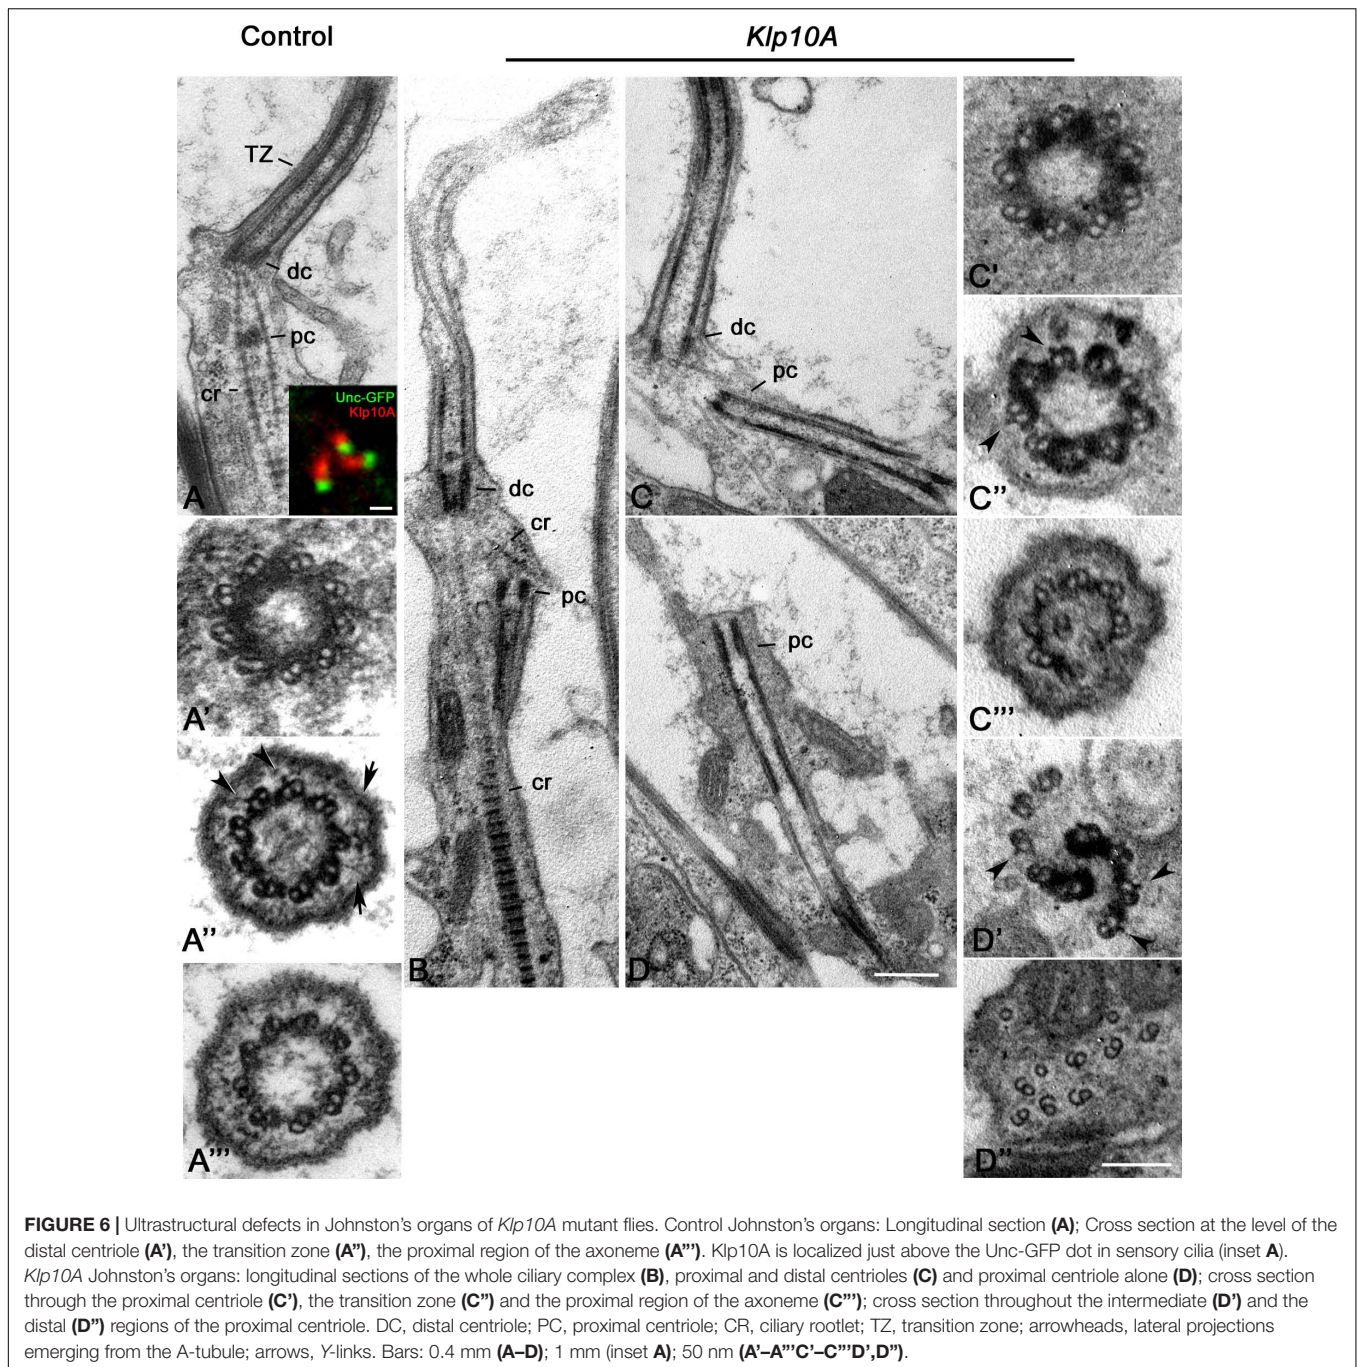 Control
Klp10A
TZ
dc
pc
cr
Unc-GFP
Klp10A
A
A'
A''
A'''
dc
cr
pc
cr
B
dc
pc
C
pc
D
C'
C''
C'''
D'
D''
FIGURE 6 | Ultrastructural defects in Johnston's organs of Klp10A mutant flies. Control Johnston's organs: Longitudinal section (A); Cross section at the level of the
distal centriole (A'), the transition zone (A''), the proximal region of the axoneme (A'''). Klp10A is localized just above the Unc-GFP dot in sensory cilia (inset A).
Klp10A Johnston's organs: longitudinal sections of the whole ciliary complex (B), proximal and distal centrioles (C) and proximal centriole alone (D); cross section
through the proximal centriole (C'), the transition zone (C'') and the proximal region of the axoneme (C'''); cross section throughout the intermediate (D') and the
distal (D'') regions of the proximal centriole. DC, distal centriole; PC, proximal centriole; CR, ciliary rootlet; TZ, transition zone; arrowheads, lateral projections
emerging from the A-tubule; arrows, Y-links. Bars: 0.4 mm (A–D); 1 mm (inset A); 50 nm (A'–A'''C'–C'''D',D'').